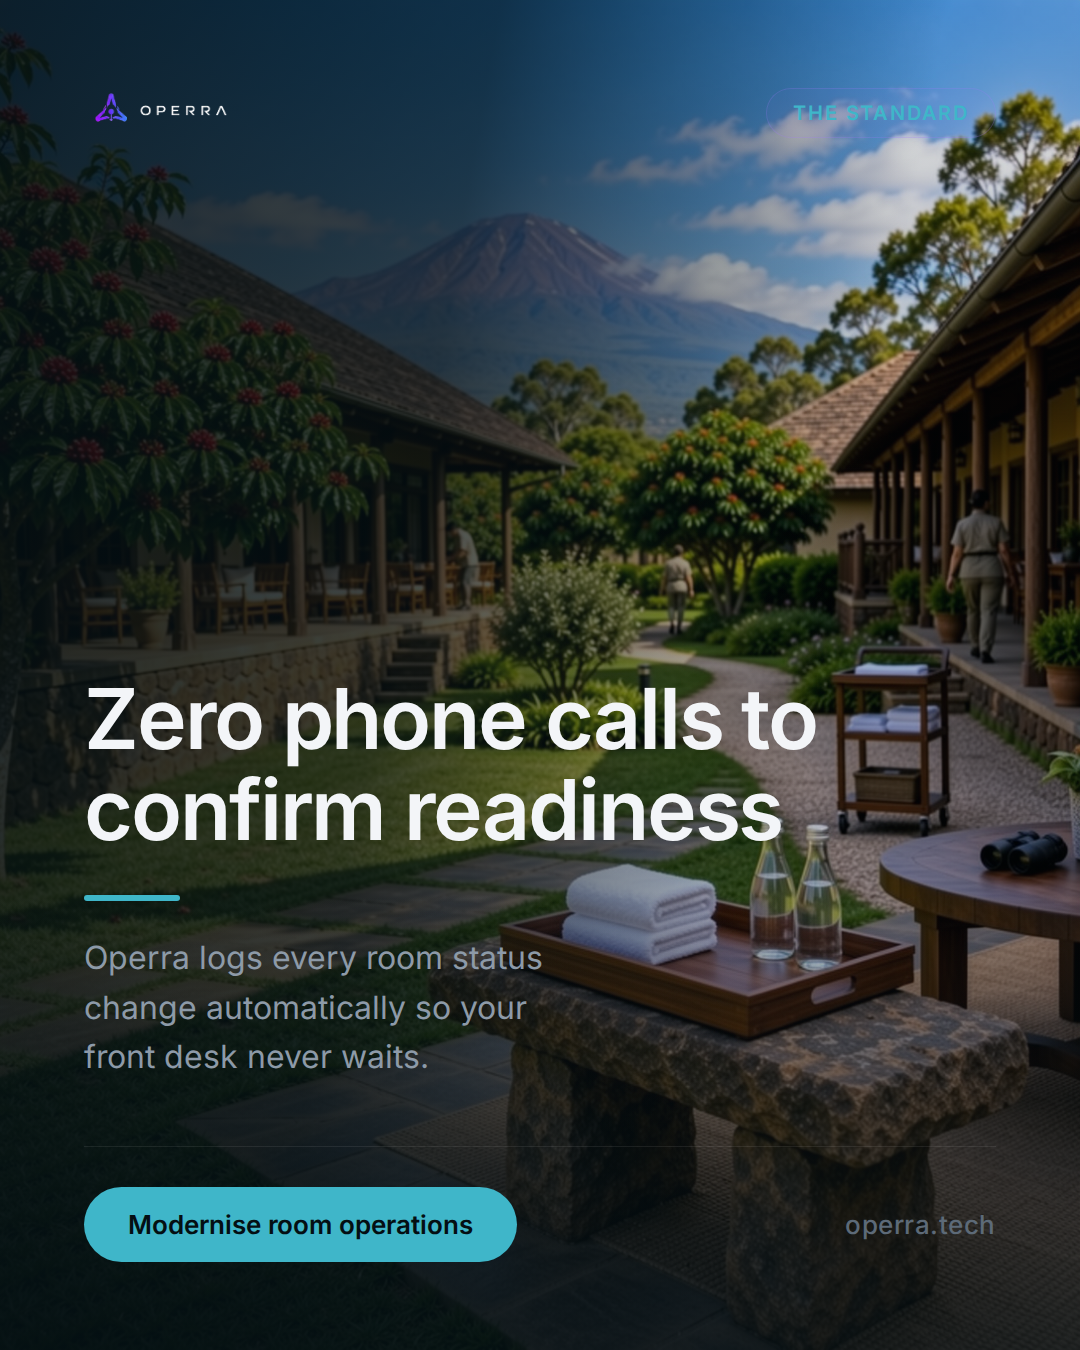 OPERRA
THE STANDARD
Zero phone calls to
confirm readiness
Operra logs every room status
change automatically so your
front desk never waits.
Modernise room operations
operra.tech